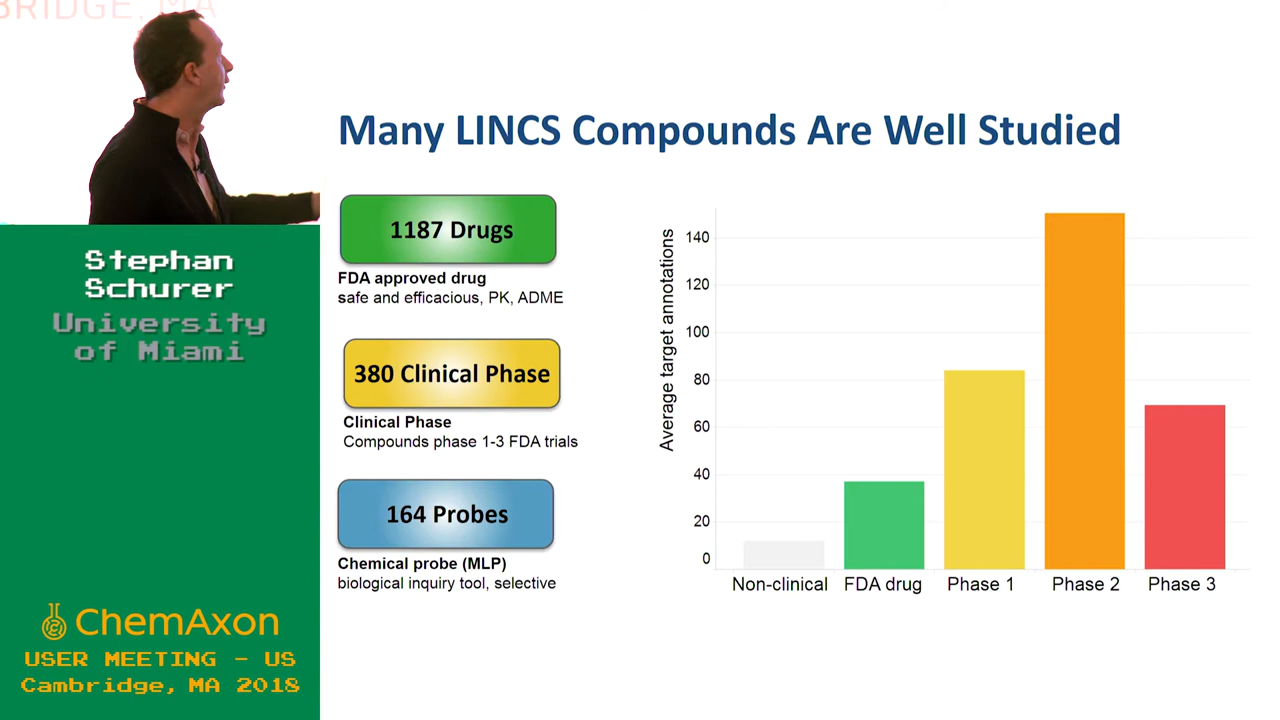 BRIDGE, MA
Many LINCS Compounds Are Well Studied
1187 Drugs
FDA approved drug
safe and efficacious, PK, ADME
380 Clinical Phase
Clinical Phase
Compounds phase 1-3 FDA trials
164 Probes
Chemical probe (MLP)
biological inquiry tool, selective
Average target annotations
140
120
100
80
60
40
20
0
Non-clinical
FDA drug
Phase 1
Phase 2
Phase 3
Stephan
Schurer
University
of Miami
ChemAxon
USER MEETING - US
Cambridge, MA 2018